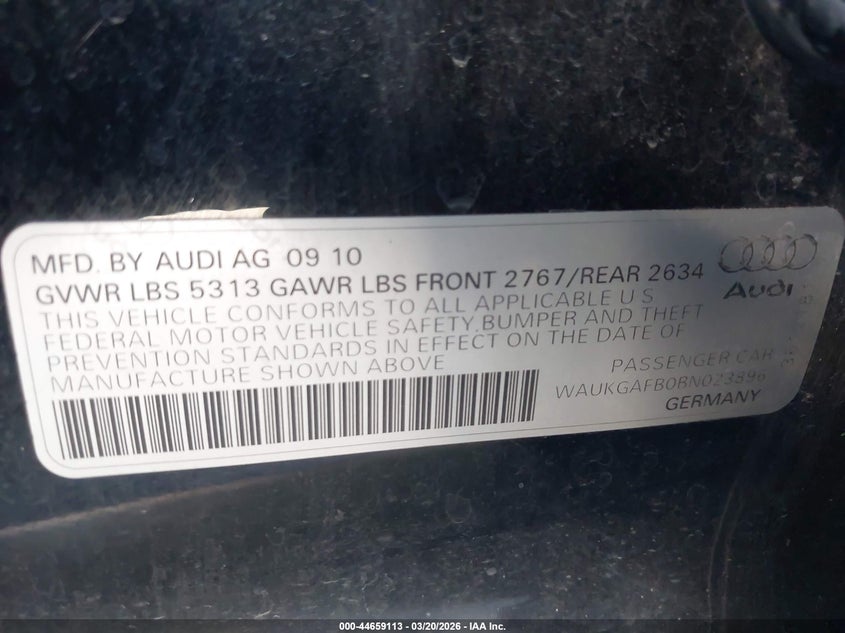 MFD. BY AUDI AG 09 10
GVWR LBS 5313 GAWR LBS FRONT 2767/REAR 2634
THIS VEHICLE CONFORMS TO ALL APPLICABLE U S
FEDERAL MOTOR VEHICLE SAFETY,BUMPER AND THEFT
PREVENTION STANDARDS IN EFFECT ON THE DATE OF
MANUFACTURE SHOWN ABOVE
Audi
PASSENGER CAR
WAUKGAFB0BN023896
GERMANY
000-44659113 - 03/20/2026 - IAA Inc.